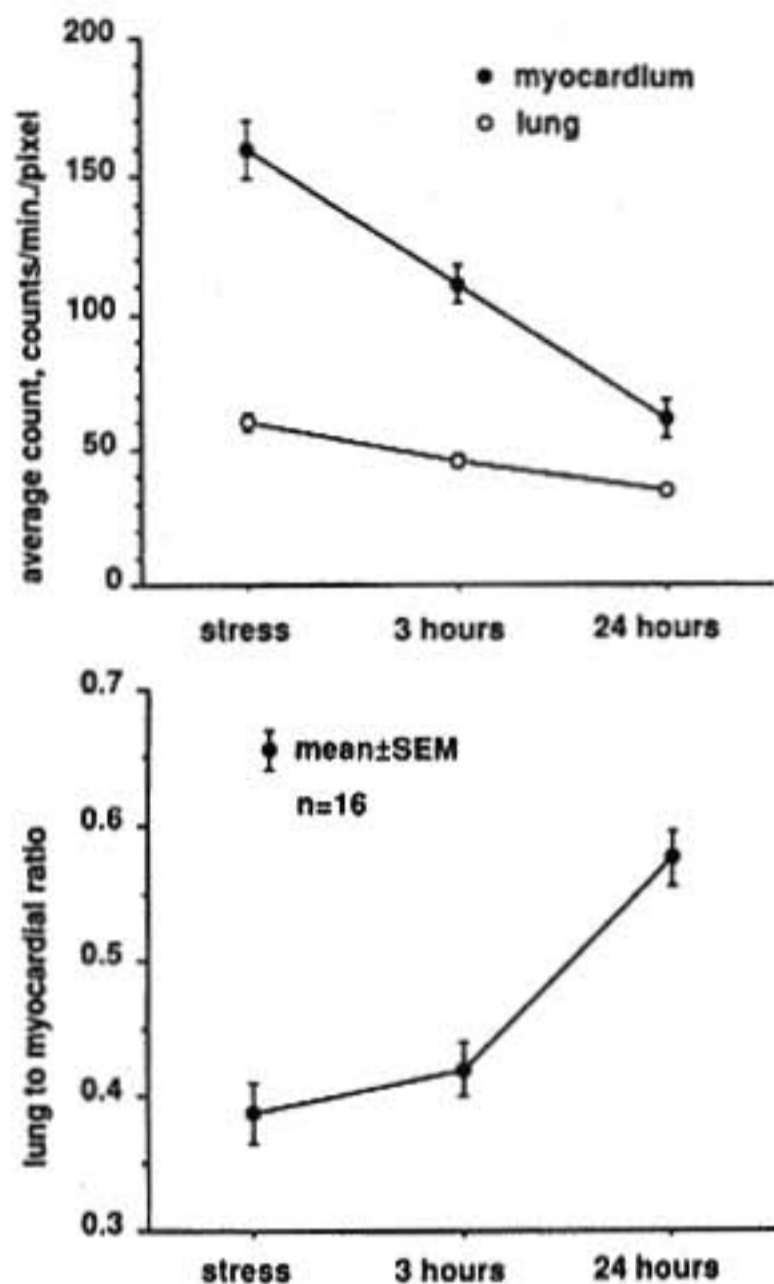 200
150
100
50
0
average count, counts/min./pixel
myocardium
lung
stress 3 hours 24 hours
0.7
0.6
0.5
0.4
0.3
lung to myocardial ratio
mean±SEM
n=16
stress 3 hours 24 hours